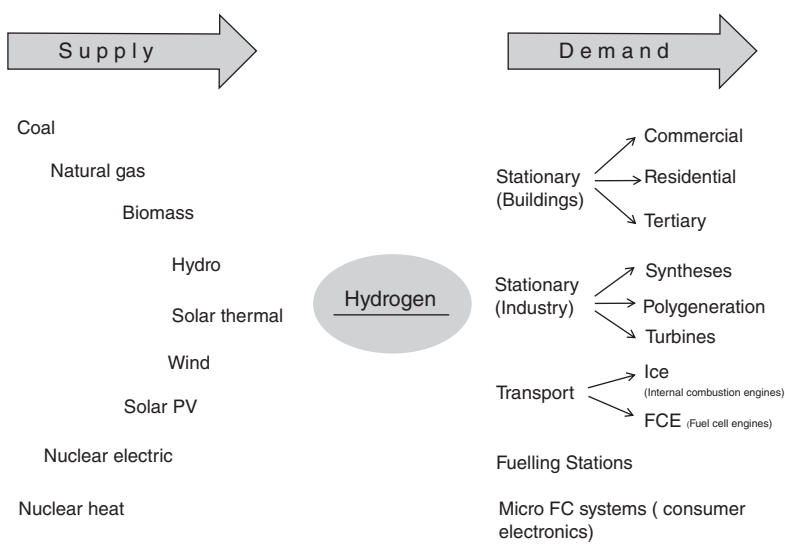 Supply
Demand
Coal
Natural gas
Biomass
Hydro
Solar thermal
Wind
Solar PV
Nuclear electric
Nuclear heat
Hydrogen
Stationary
(Buildings)
Commercial
Residential
Tertiary
Stationary
(Industry)
Syntheses
Polygeneration
Turbines
Transport
Ice
(Internal combustion engines)
FCE (Fuel cell engines)
Fuelling Stations
Micro FC systems ( consumer
electronics)